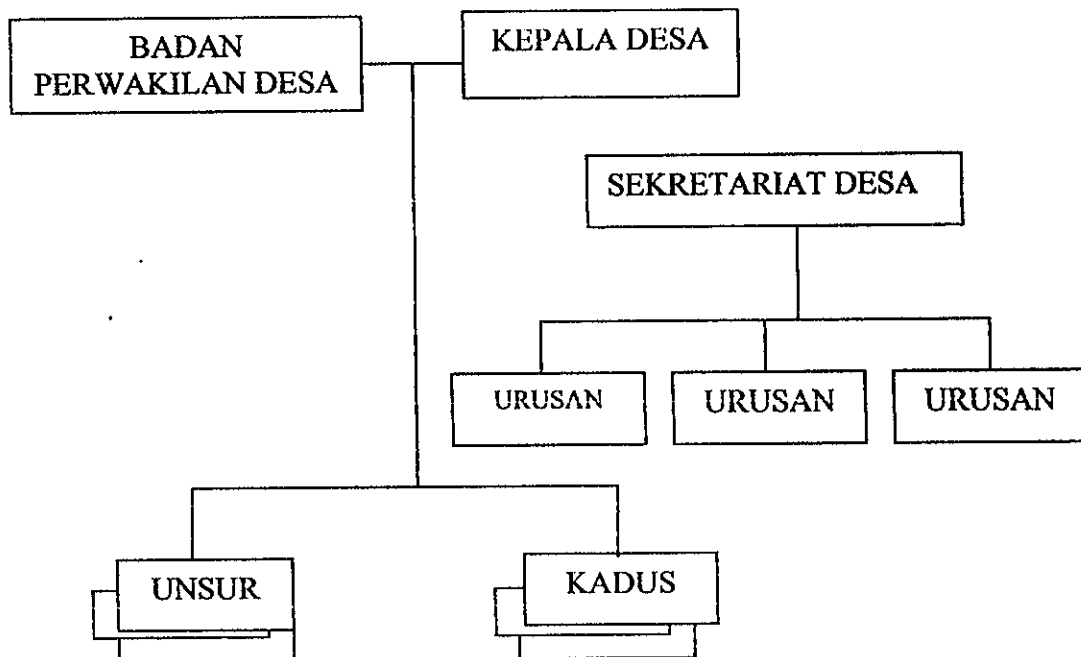 BADAN
PERWAKILAN DESA
KEPALA DESA
SEKRETARIAT DESA
URUSAN
URUSAN
URUSAN
UNSUR
KADUS